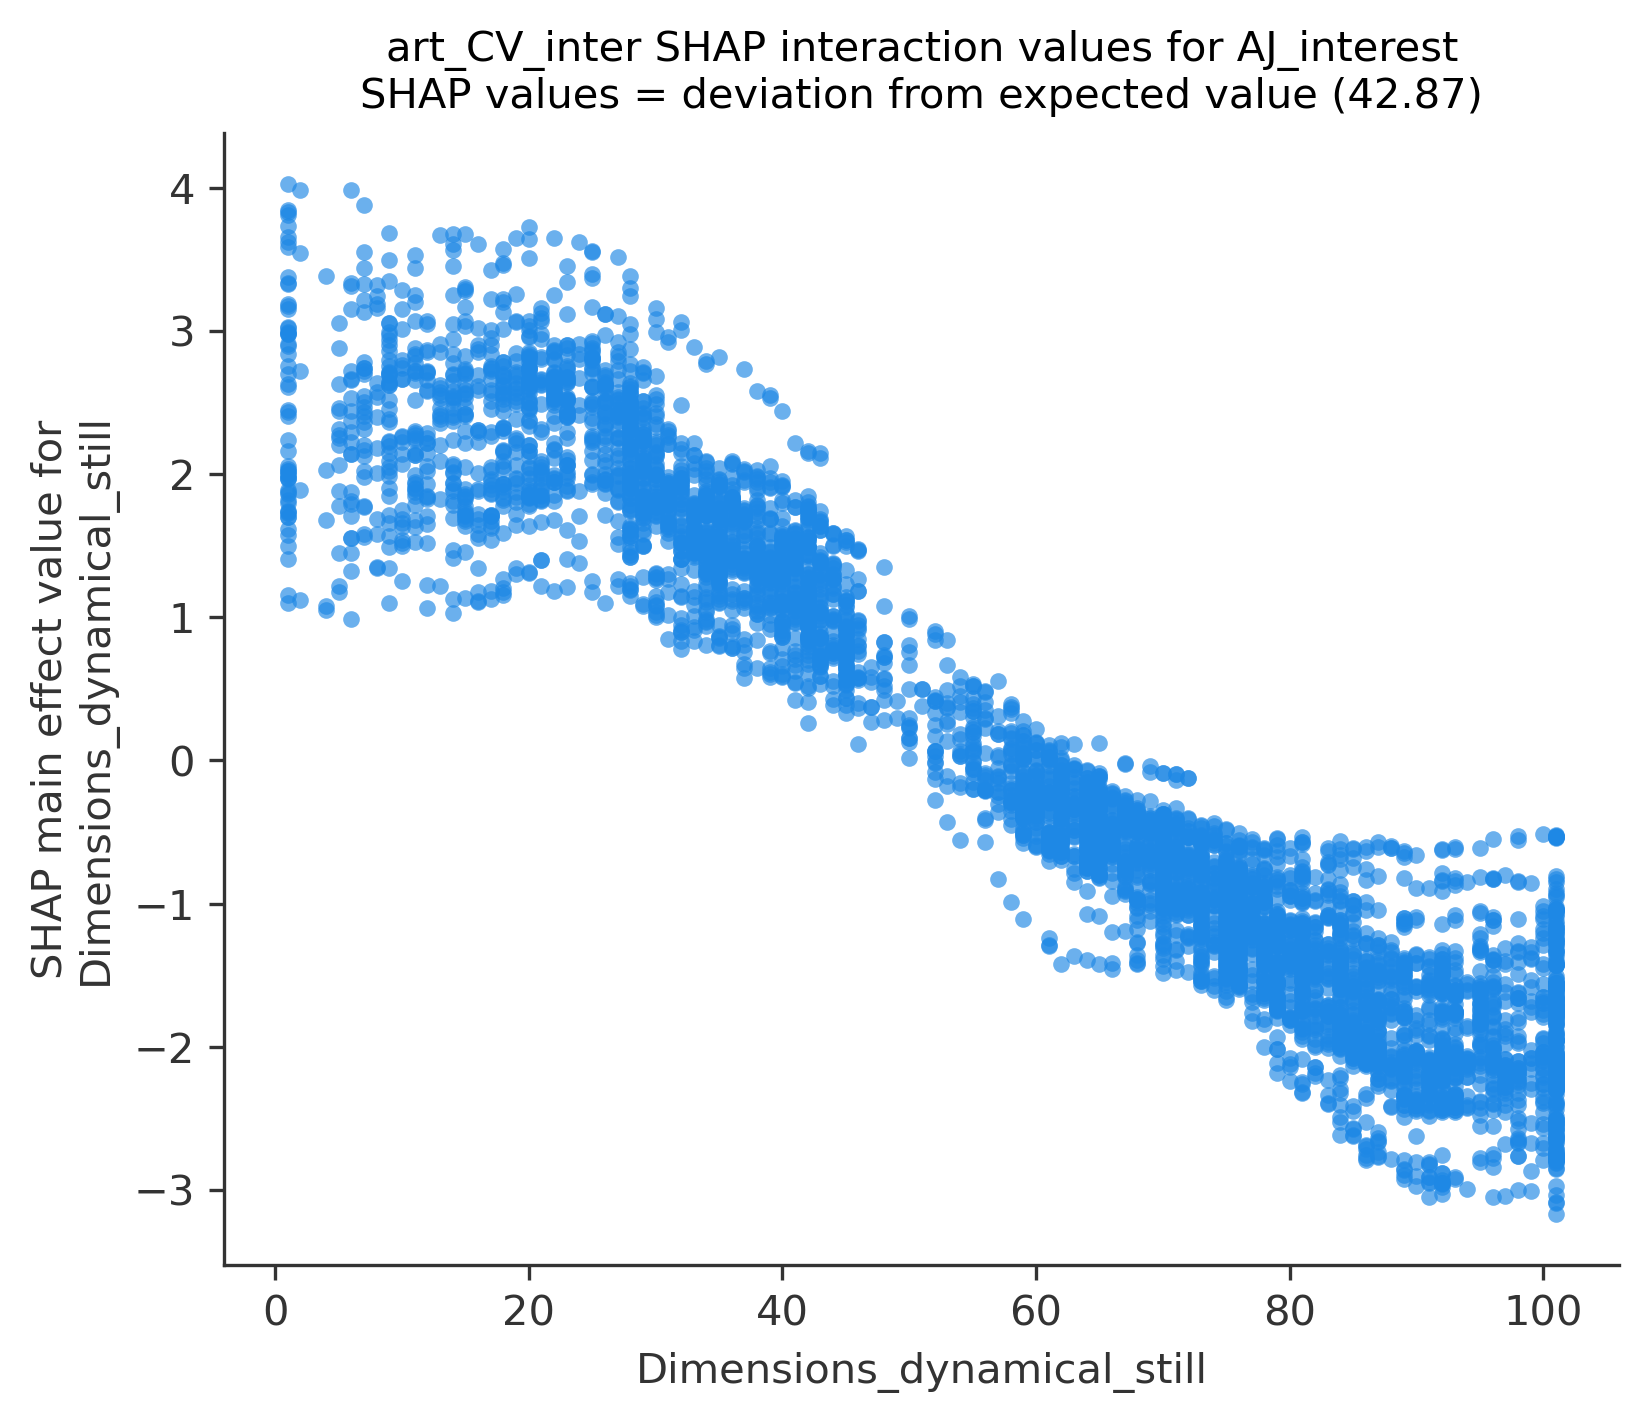 art_CV_inter SHAP interaction values for AJ_interest
SHAP values = deviation from expected value (42.87)
SHAP main effect value for
Dimensions_dynamical_still
4
3
2
1
0
−1
−2
−3
0
20
40
60
80
100
Dimensions_dynamical_still